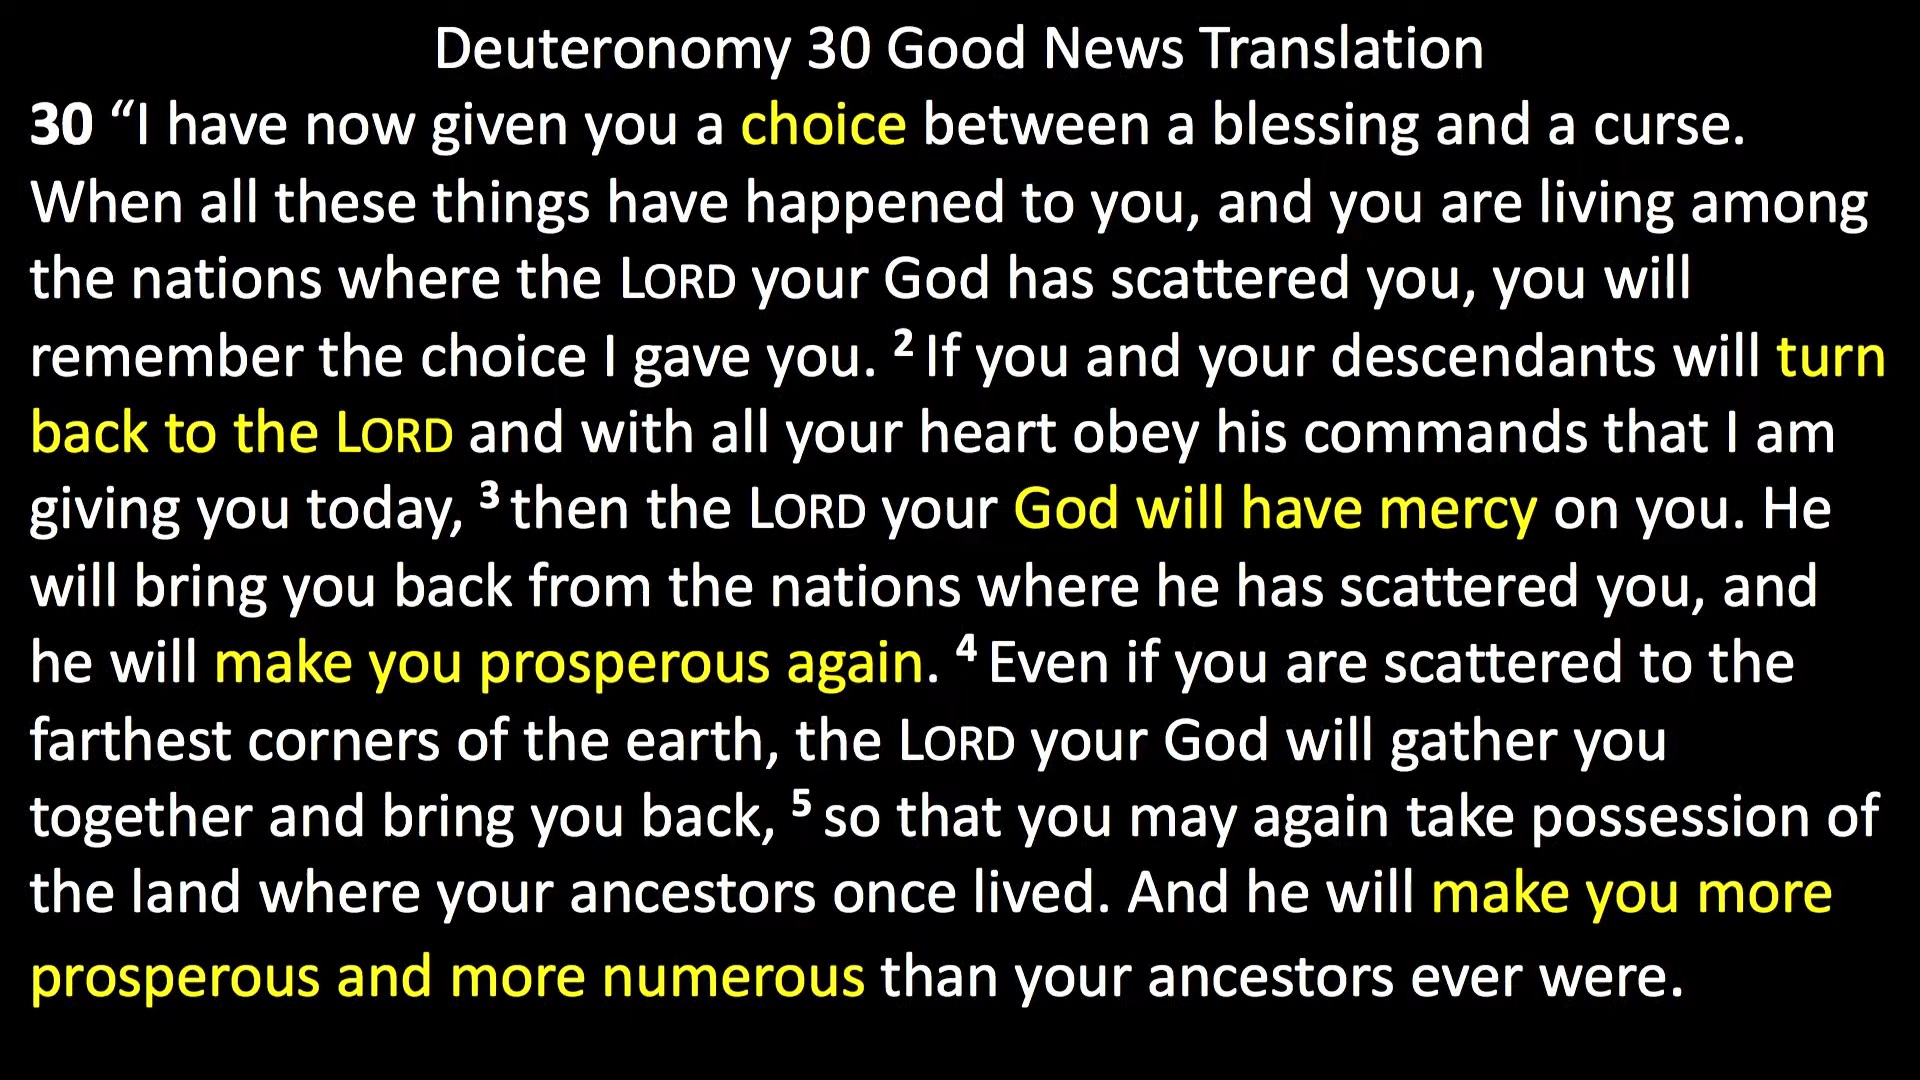 Deuteronomy 30 Good News Translation
30 “I have now given you a choice between a blessing and a curse.
When all these things have happened to you, and you are living among
the nations where the LORD your God has scattered you, you will
remember the choice I gave you. 2 If you and your descendants will turn
back to the LORD and with all your heart obey his commands that I am
giving you today, 3 then the LORD your God will have mercy on you. He
will bring you back from the nations where he has scattered you, and
he will make you prosperous again. 4 Even if you are scattered to the
farthest corners of the earth, the LORD your God will gather you
together and bring you back, 5 so that you may again take possession of
the land where your ancestors once lived. And he will make you more
prosperous and more numerous than your ancestors ever were.